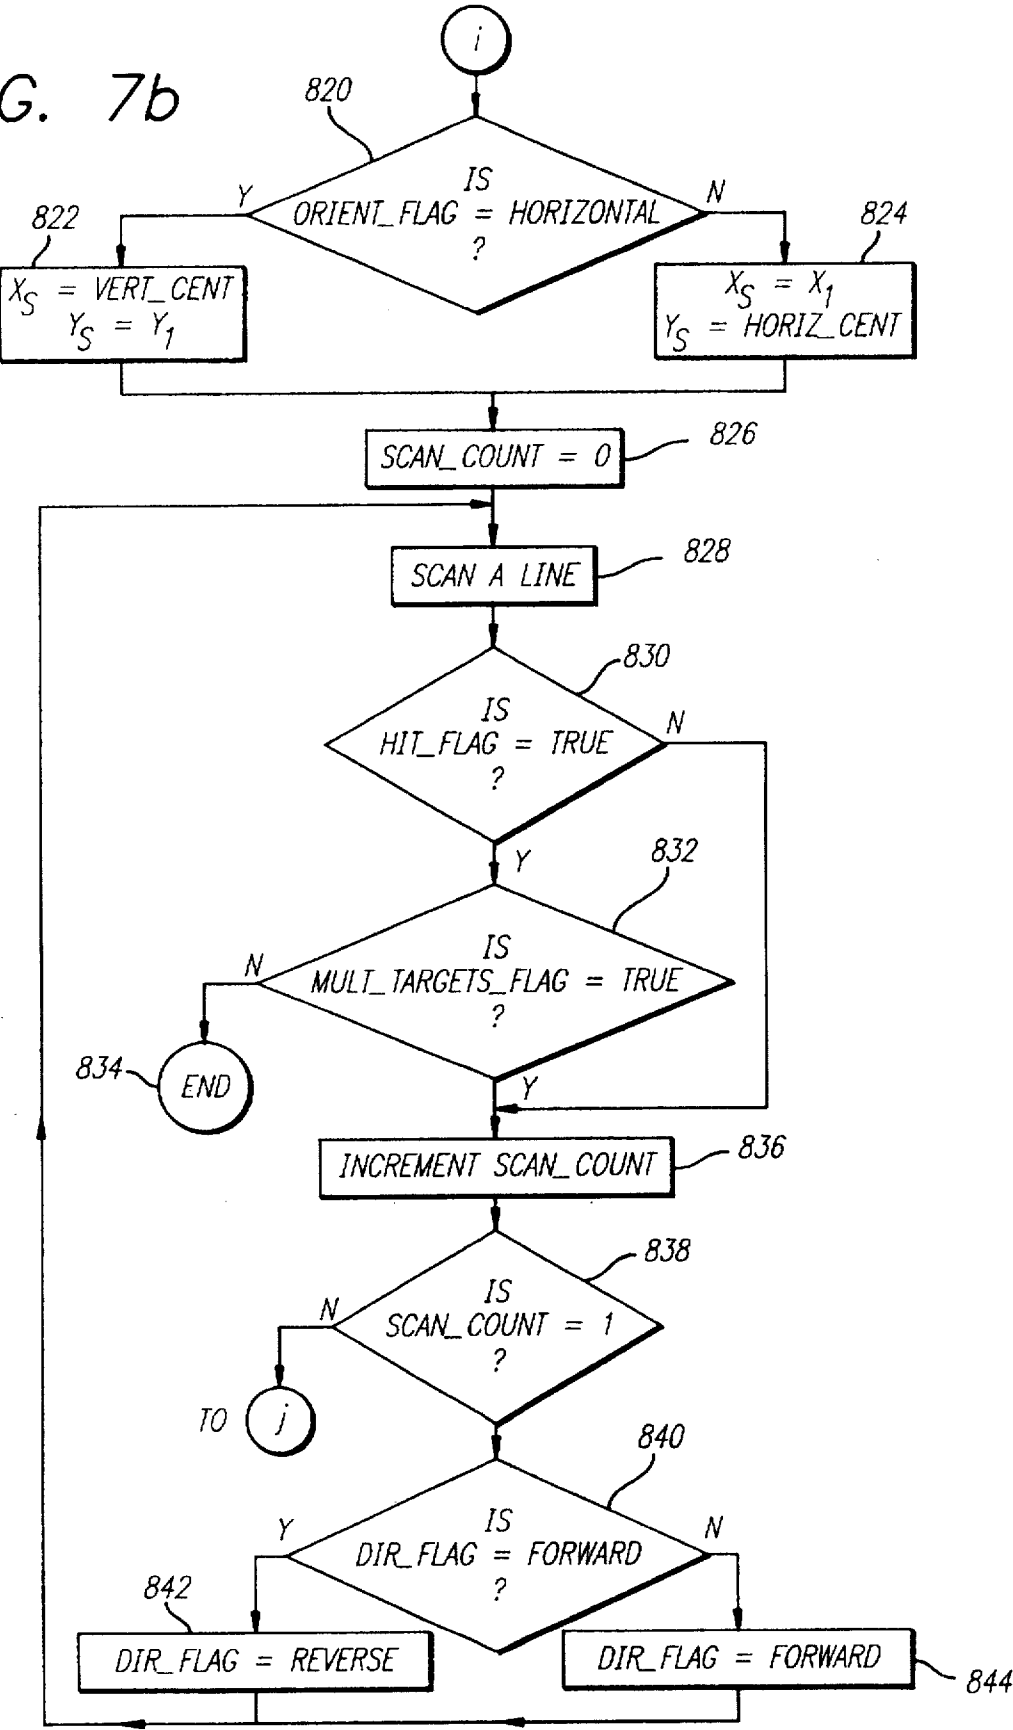 i
G. 7b
820
IS
ORIENT_FLAG = HORIZONTAL
?
Y
N
822
X_S = VERT_CENT
Y_S = Y_1
824
X_S = X_1
Y_S = HORIZ_CENT
SCAN_COUNT = 0
826
SCAN A LINE
828
830
IS
HIT_FLAG = TRUE
?
N
Y
832
IS
MULT_TARGETS_FLAG = TRUE
?
N
834
END
Y
INCREMENT SCAN_COUNT
836
838
IS
SCAN_COUNT = 1
?
N
TO j
840
IS
DIR_FLAG = FORWARD
?
Y
N
842
DIR_FLAG = REVERSE
DIR_FLAG = FORWARD
844